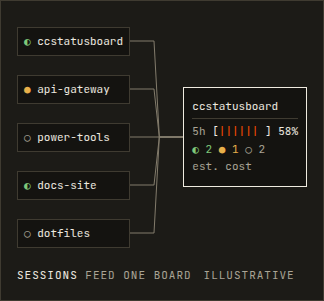 ◐ ccstatusboard
● api-gateway
○ power-tools
◐ docs-site
○ dotfiles
ccstatusboard
5h [|||||| ] 58%
◐ 2 ● 1 ○ 2
est. cost
SESSIONS FEED ONE BOARD ILLUSTRATIVE